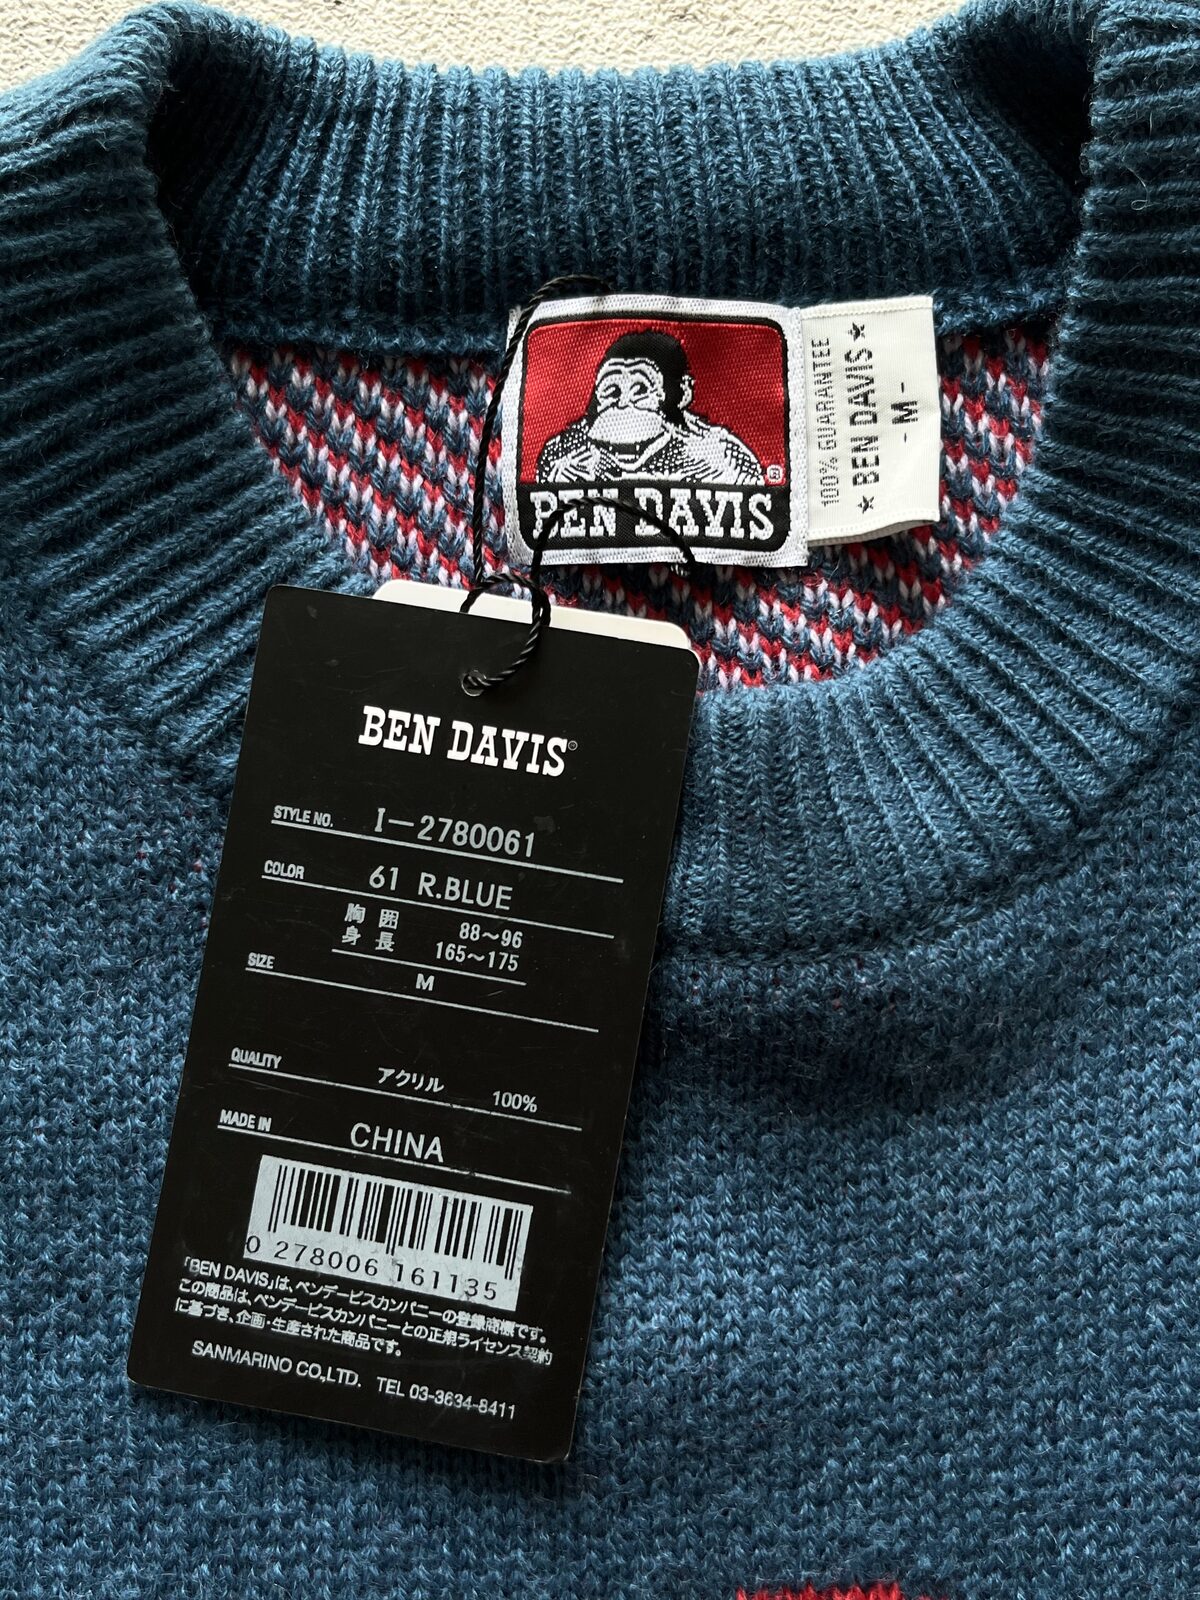 BEN DAVIS
100% GUARANTEE
★ BEN DAVIS ★
- M -
BEN DAVIS®
STYLE NO. I-2780061
COLOR 61 R.BLUE
胸囲 88~96
身長 165~175
SIZE M
QUALITY アクリル 100%
MADE IN CHINA
0 278006 161135
「BEN DAVIS」は、ベンデービスカンパニーの登録商標です。
この商品は、ベンデービスカンパニーとの正規ライセンス契約
に基づき、企画・生産された商品です。
SANMARINO CO.,LTD. TEL 03-3634-8411